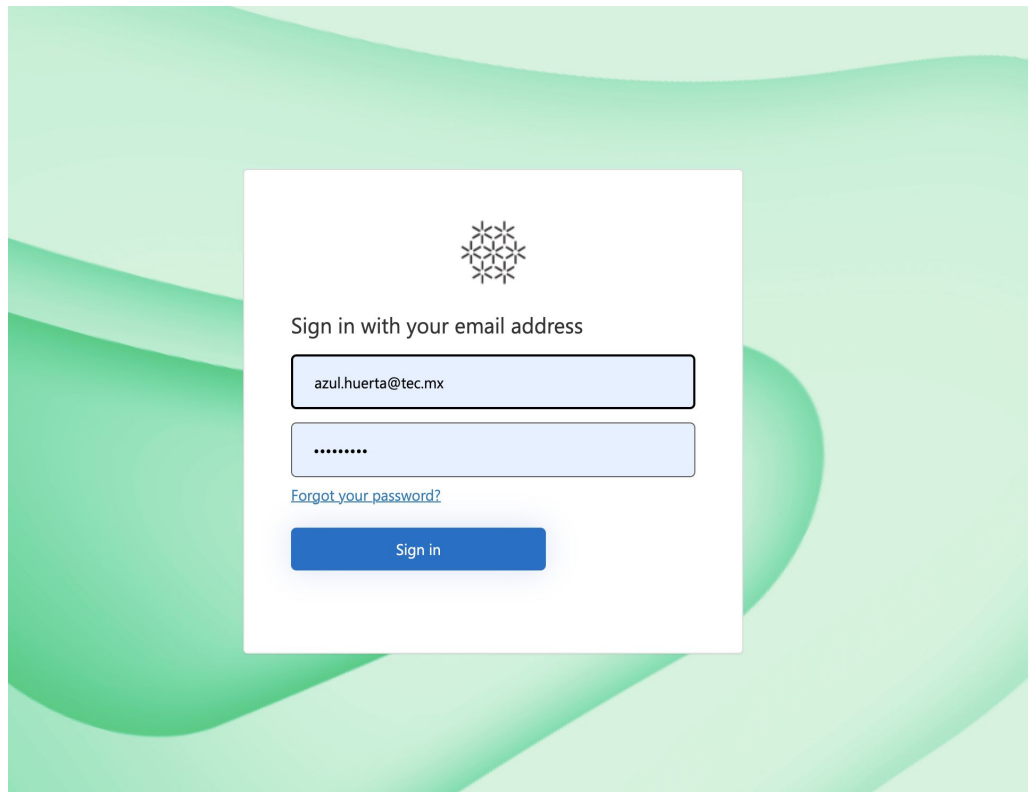 Sign in with your email address
azul.huerta@tec.mx
•••••••••
Forgot your password?
Sign in